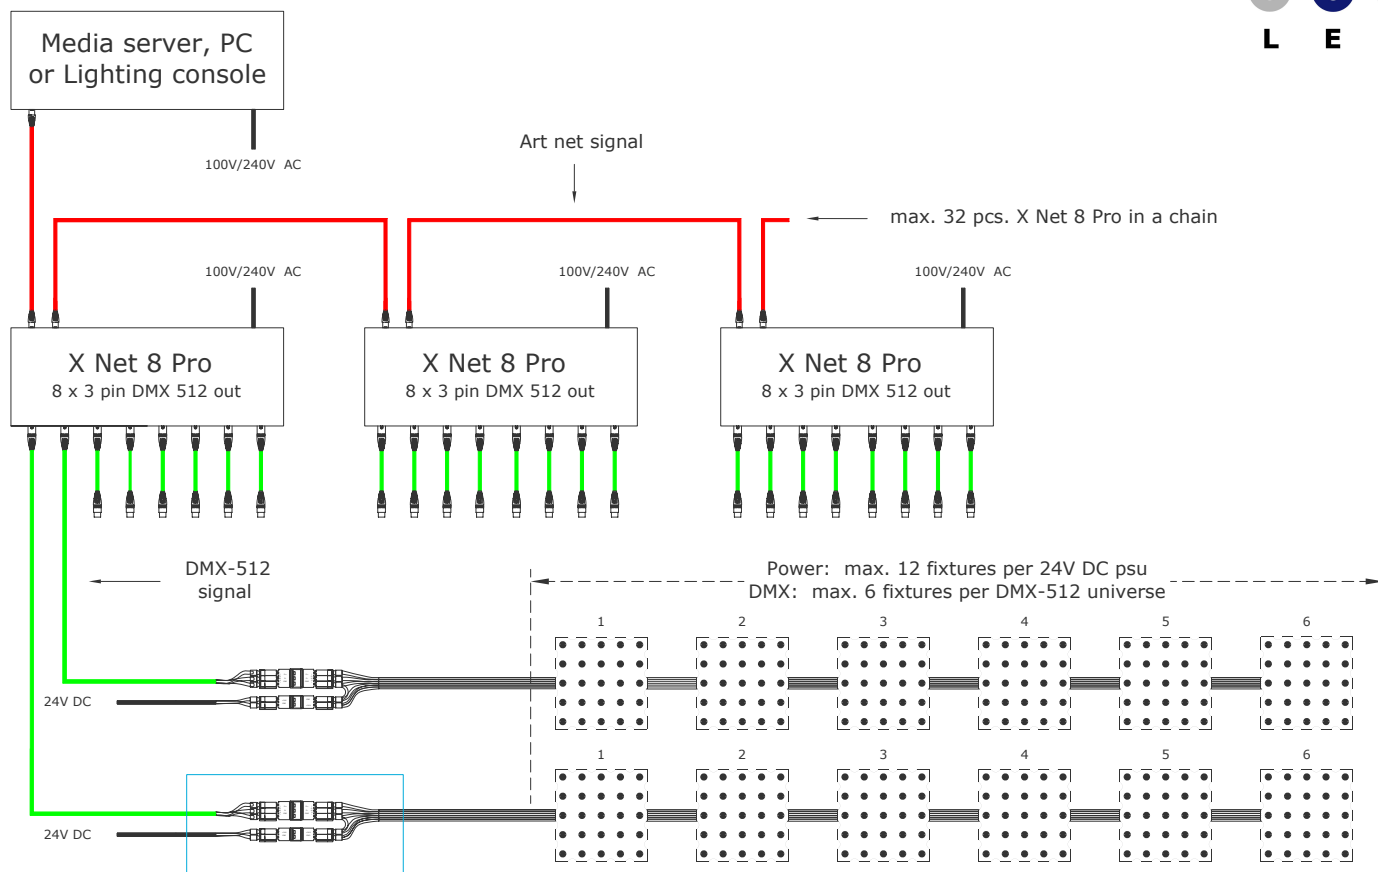 Media server, PC
or Lighting console
L E
100V/240V AC
Art net signal
max. 32 pcs. X Net 8 Pro in a chain
100V/240V AC
100V/240V AC
100V/240V AC
X Net 8 Pro
8 x 3 pin DMX 512 out
X Net 8 Pro
8 x 3 pin DMX 512 out
X Net 8 Pro
8 x 3 pin DMX 512 out
DMX-512
signal
Power: max. 12 fixtures per 24V DC psu
DMX: max. 6 fixtures per DMX-512 universe
1 2 3 4 5 6
24V DC
1 2 3 4 5 6
24V DC